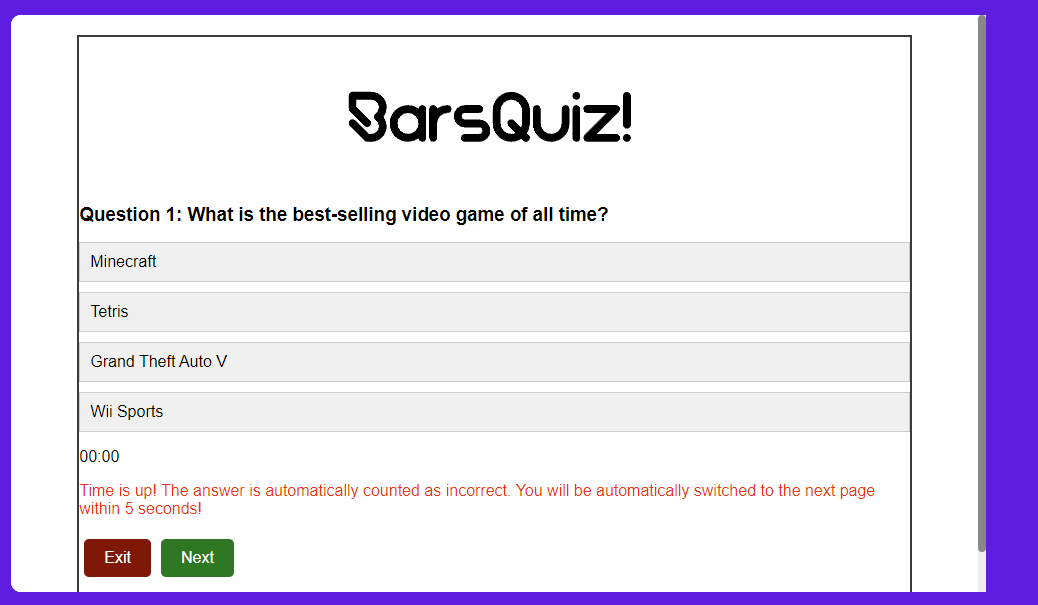 BarsQuiz!
Question 1: What is the best-selling video game of all time?
Minecraft
Tetris
Grand Theft Auto V
Wii Sports
00:00
Time is up! The answer is automatically counted as incorrect. You will be automatically switched to the next page
within 5 seconds!
Exit Next